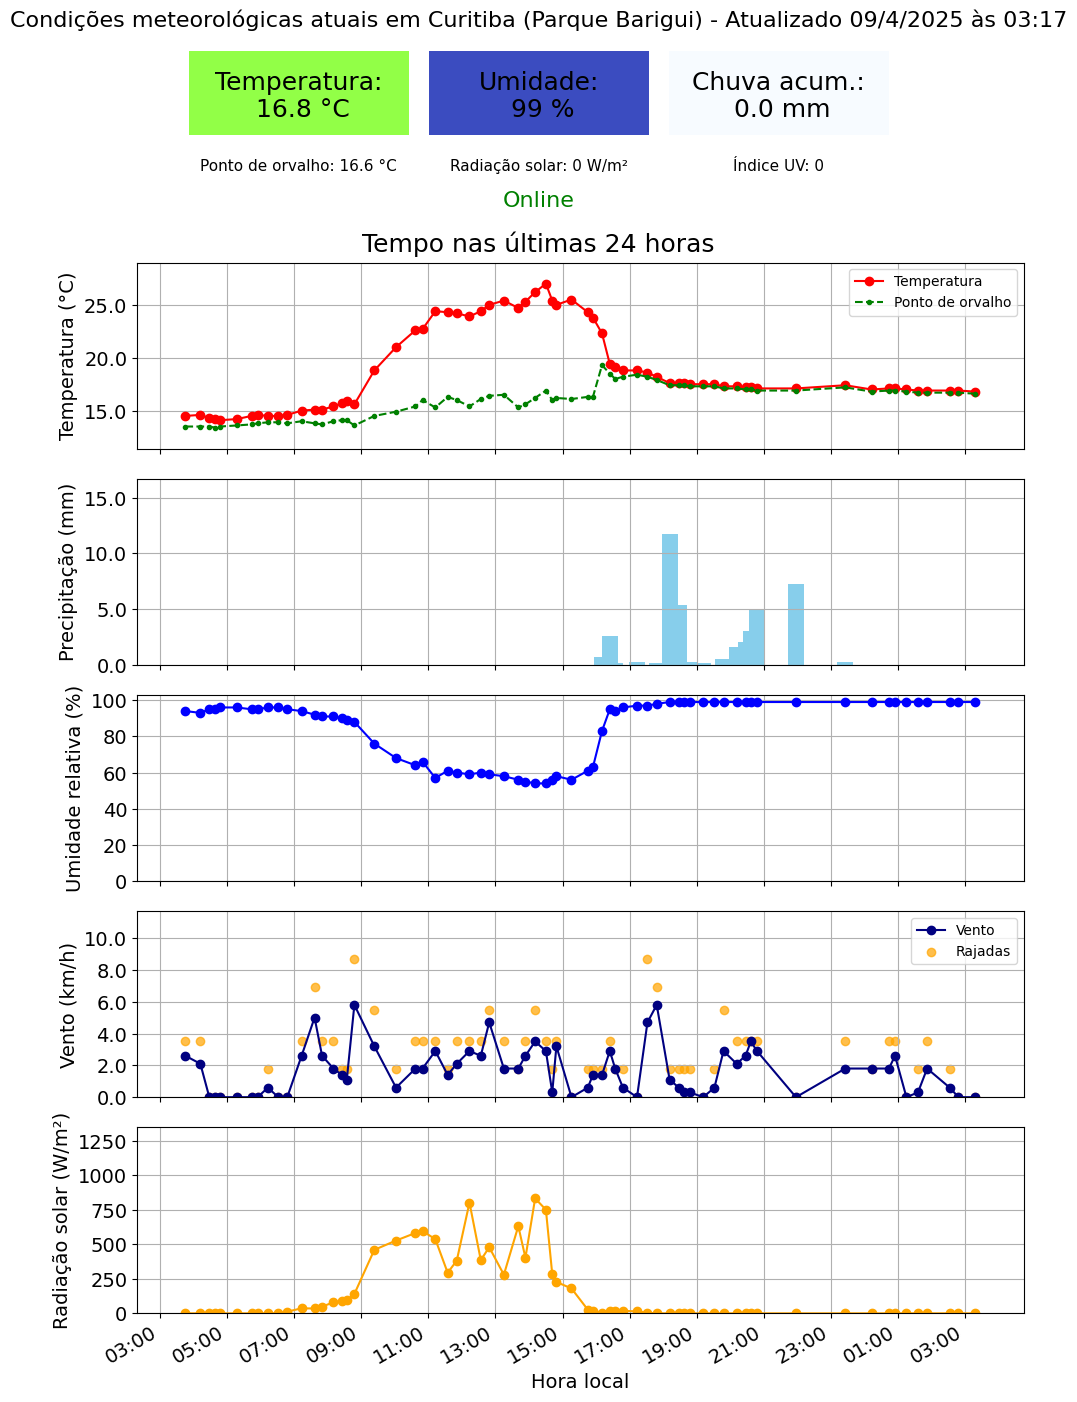 Condições meteorológicas atuais em Curitiba (Parque Barigui) - Atualizado 09/4/2025 às 03:17
Temperatura:
16.8 °C
Umidade:
99 %
Chuva acum.:
0.0 mm
Ponto de orvalho: 16.6 °C
Radiação solar: 0 W/m²
Índice UV: 0
Online
Tempo nas últimas 24 horas
Temperatura (°C)
25.0
20.0
15.0
Temperatura
Ponto de orvalho
Precipitação (mm)
15.0
10.0
5.0
0.0
Umidade relativa (%)
100
80
60
40
20
0
Vento (km/h)
10.0
8.0
6.0
4.0
2.0
0.0
Vento
Rajadas
Radiação solar (W/m²)
1250
1000
750
500
250
0
03:00
05:00
07:00
09:00
11:00
13:00
15:00
17:00
19:00
21:00
23:00
01:00
03:00
Hora local